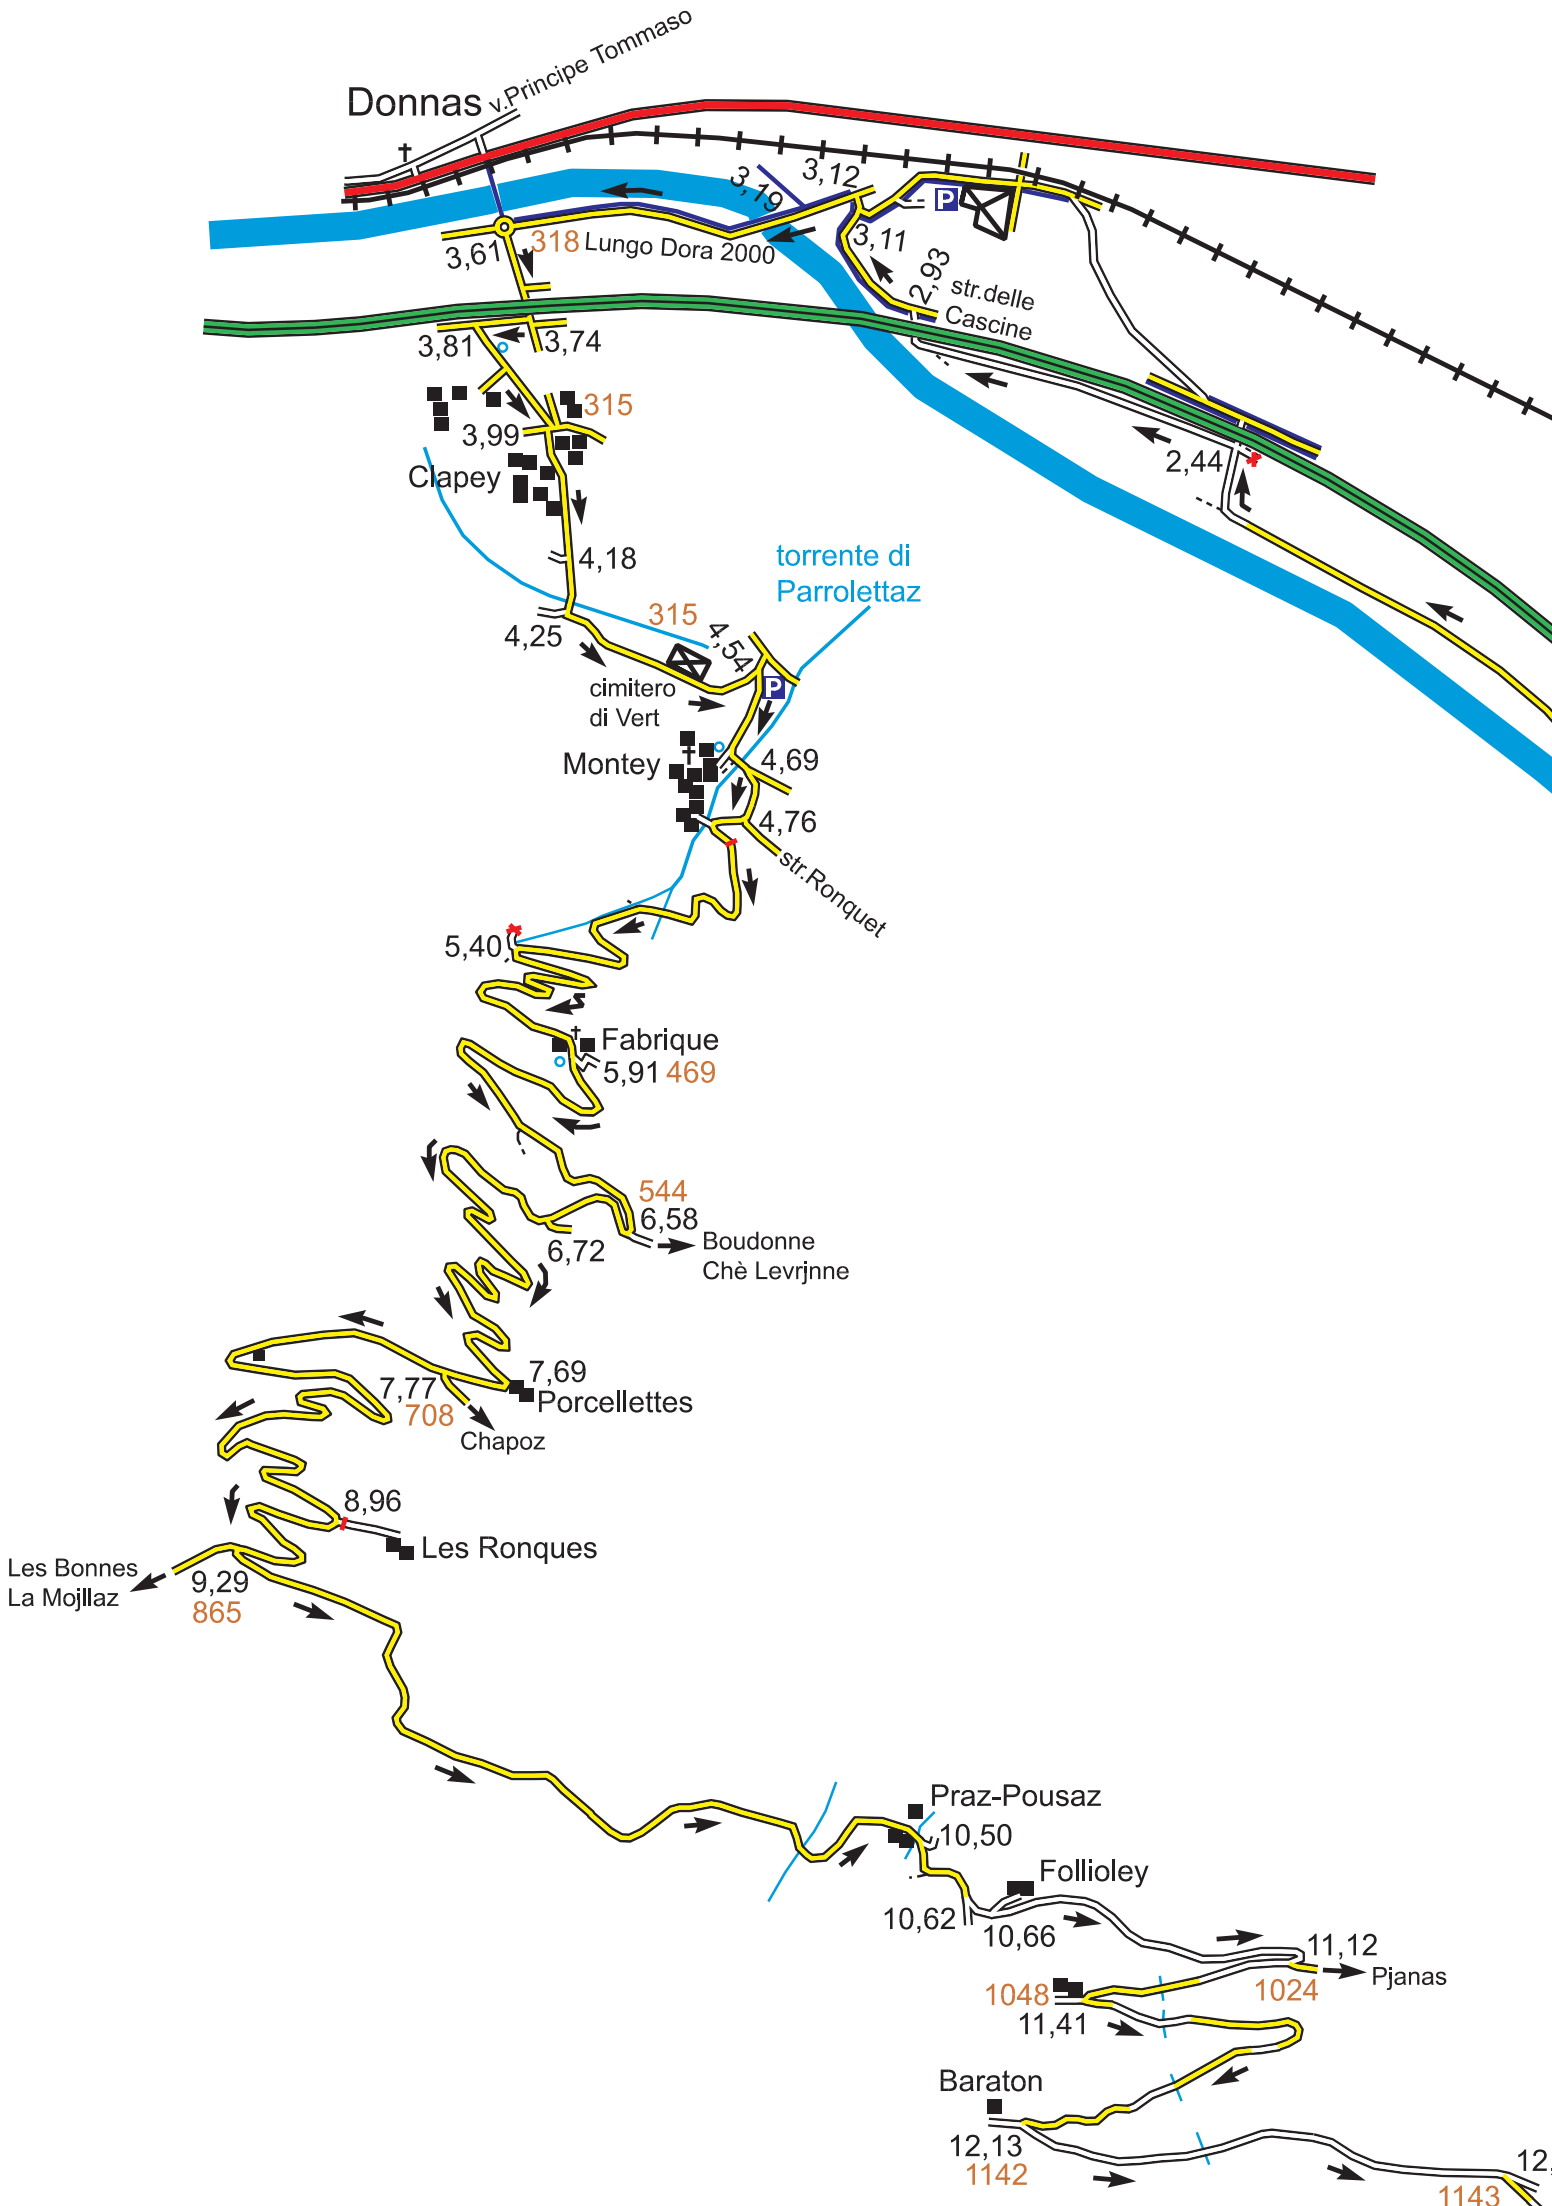 v.Principe Tommaso
Donnas
3,19
3,12
P
3,11
3,61
318 Lungo Dora 2000
2,93
str.delle
Cascine
3,81
3,74
315
3,99
Clapey
2,44
4,18
torrente di
Parrolettaz
315
4,25
4,54
cimitero
di Vert
P
Montey
4,69
4,76
str.Ronquet
5,40
Fabrique
5,91 469
544
6,58
6,72
Boudonne
Chè Levrjnne
7,69
Porcellettes
7,77
708
Chapoz
8,96
Les Ronques
Les Bonnes
La Mojllaz
9,29
865
Praz-Pousaz
10,50
Follioley
10,62
10,66
11,12
Pjanas
1024
1048
11,41
Baraton
12,13
1142
12,
1143